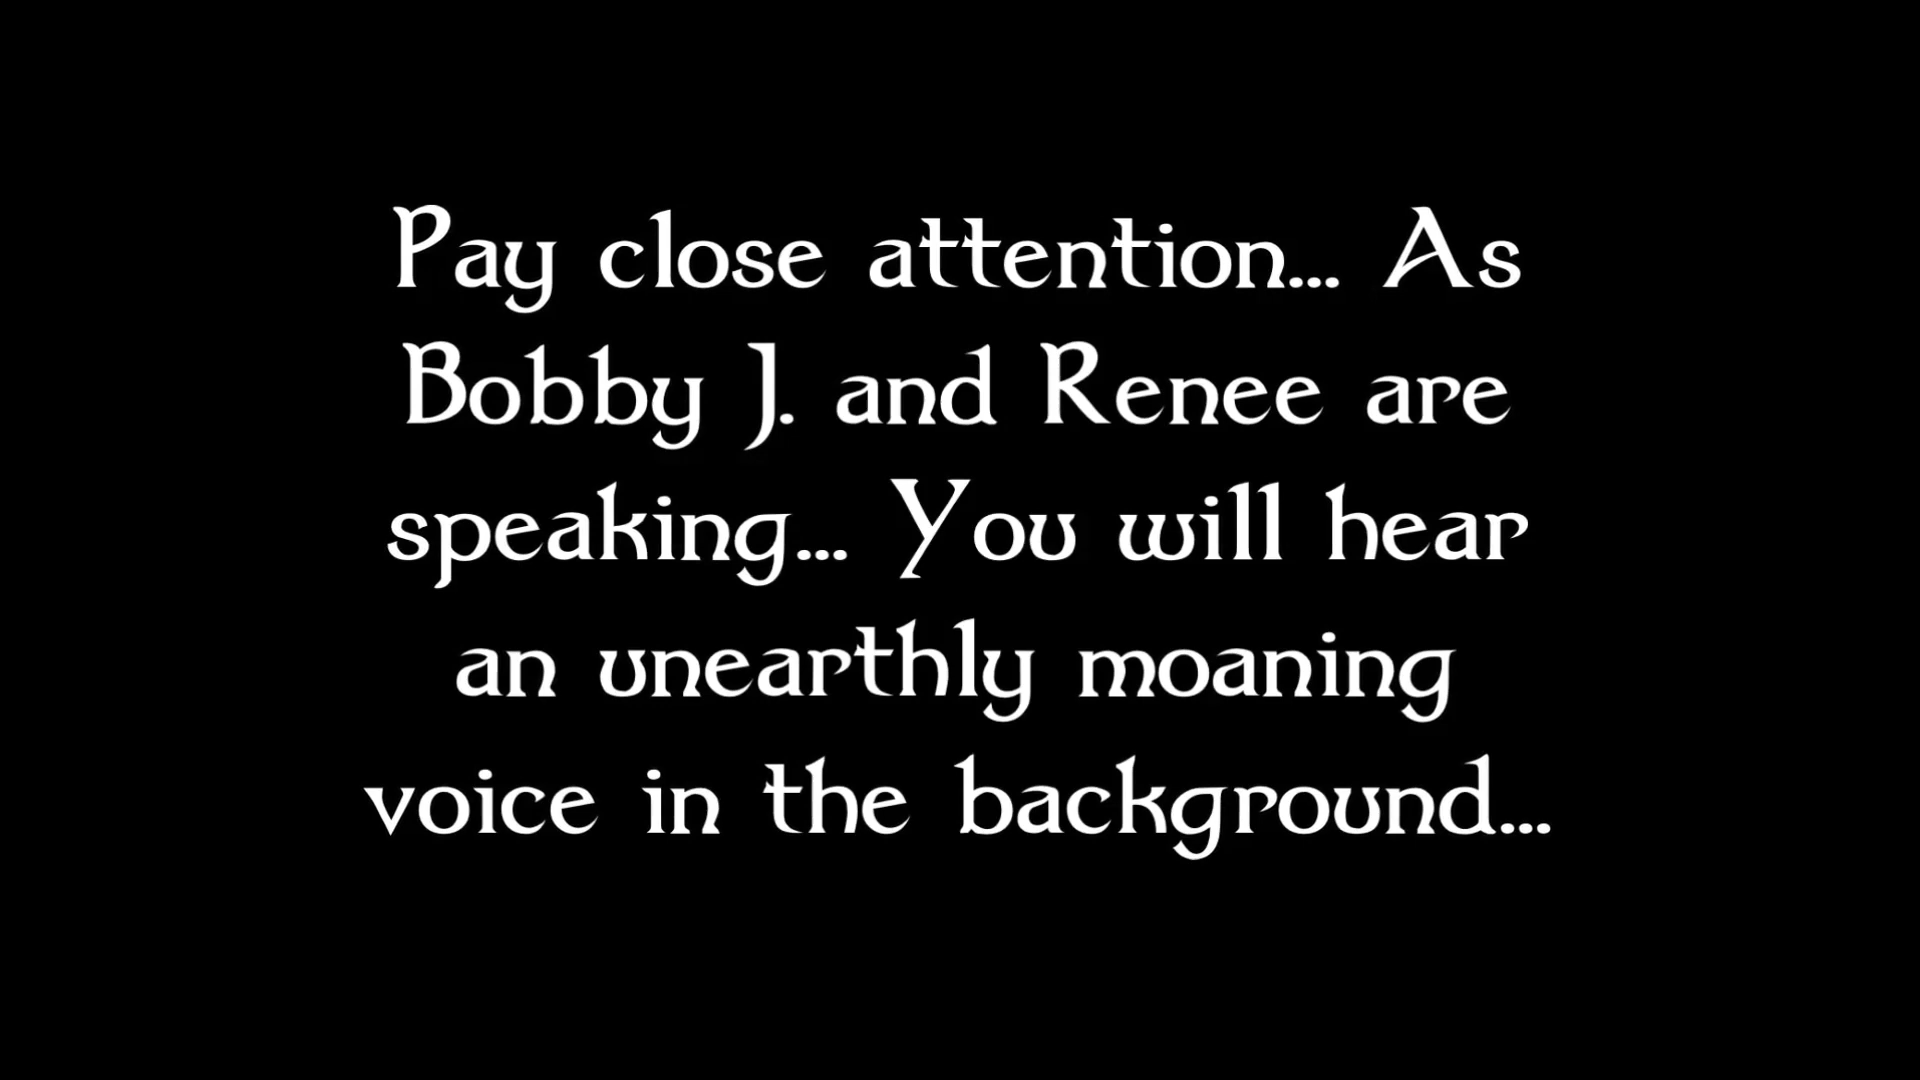 Pay close attention... As
Bobby J. and Renee are
speaking... You will hear
an unearthly moaning
voice in the background...